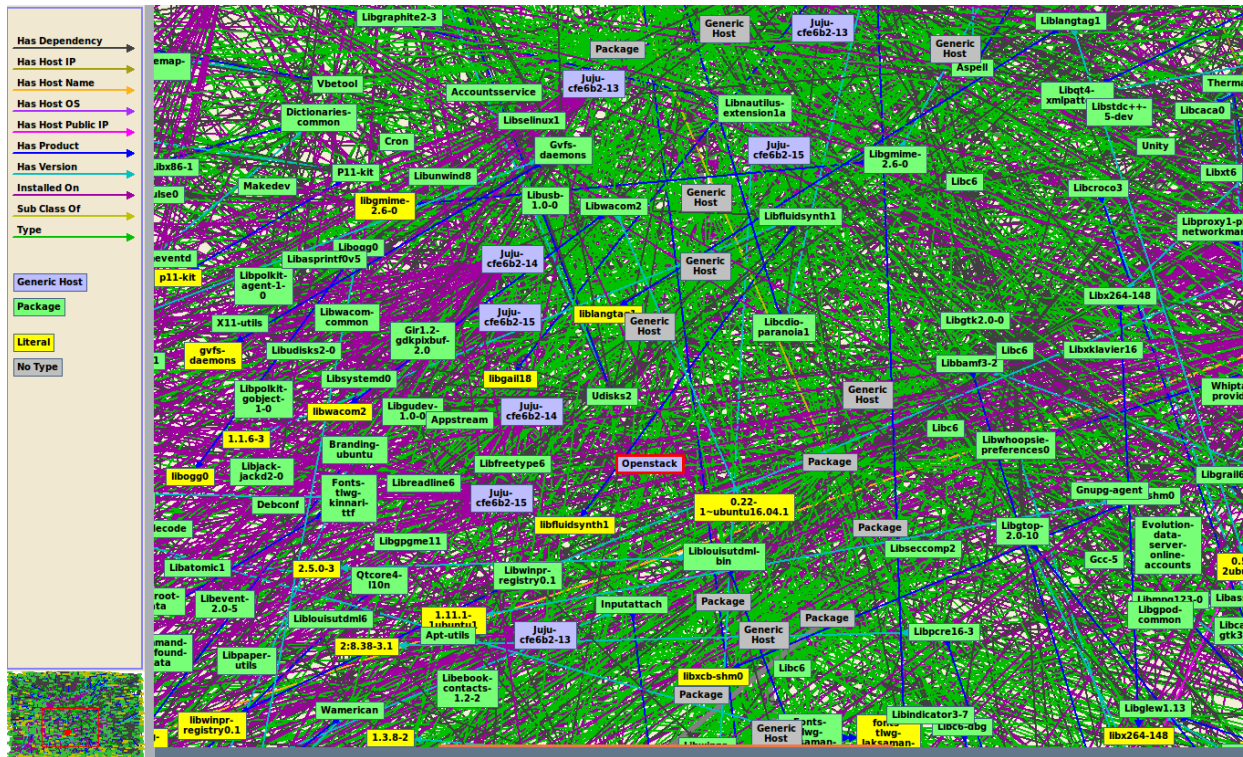 Has Dependency
Has Host IP
Has Host Name
Has Host OS
Has Host Public IP
Has Product
Has Version
Installed On
Sub Class Of
Type
Generic Host
Package
Literal
No Type
Libgraphite2-3
Generic
Host
Juju-
cfe6b2-13
Liblangtag1
Package
Generic
Host
Aspell
emap-
Vbetool
Accountsservice
Juju-
cfe6b2-13
Libnautilus-
extension1a
Libqt4-
Libstdc++-
5-dev
Libcaca0
Dictionaries-
common
Libselinux1
Cron
Gvfs-
daemons
Juju-
cfe6b2-15
Libgmime-
2.6-0
Unity
Libx86-1
P11-kit
Libunwind8
Makedev
Libc6
Libcroco3
Libxt6
libgmime-
2.6-0
Libusb-
1.0-0
Libwacom2
Generic
Host
Libfluidsynth1
Libogg0
Libasprintf0v5
Juju-
cfe6b2-14
Generic
Host
p11-kit
Libpolkit-
agent-1-
0
Libx264-148
X11-utils
Libwacom-
common
Gir1.2-
gdkpixbuf-
2.0
Juju-
cfe6b2-15
Generic
Host
Libcdio-
paranoia1
Libgtk2.0-0
gvfs-
daemons
Libudisks2-0
Libc6
Libbamf3-2
Libxklavier16
Libpolkit-
gobject-
1-0
Libsystemd0
libgail18
Udisks2
Generic
Host
libwacom2
Libgudev-
1.0-0
Appstream
Juju-
cfe6b2-14
Libc6
1.1.6-3
Branding-
ubuntu
Libwhoopsie-
preferences0
libogg0
Libjack-
jackd2-0
Libfreetype6
Openstack
Package
Debconf
Fonts-
tlwg-
kinnari-
ttf
Libreadline6
Juju-
cfe6b2-15
0.22-
1~ubuntu16.04.1
Gnupg-agent
libfluidsynth1
Package
Libgtop-
2.0-10
Evolution-
data-
server-
online-
accounts
Libgpgme11
Liblouisutdml-
bin
Libseccomp2
Gcc-5
Libatomic1
2.5.0-3
Qtcore4-
l10n
Libwinpr-
registry0.1
Libevent-
2.0-5
Liblouisutdml6
Inputattach
Package
Package
Libgpod-
common
1.11.1-
Apt-utils
Juju-
cfe6b2-13
Generic
Host
Libpcre16-3
2:8.38-3.1
Libpaper-
utils
Libebook-
contacts-
1.2-2
libxcb-shm0
Package
Libc6
Wamerican
libwinpr-
registry0.1
1.3.8-2
Generic
Host
Libindicator3-7
Libglew1.13
libx264-148